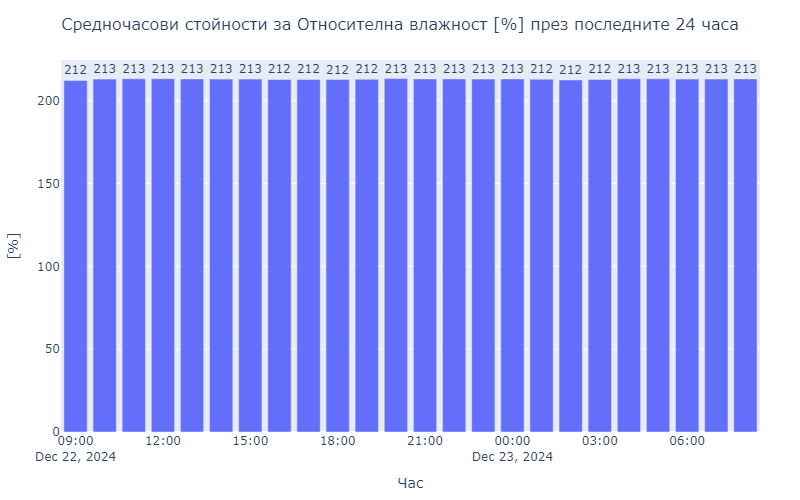 Средночасови стойности за Относителна влажност [%] през последните 24 часа
212 213 213 213 213 213 213 212 212 212 212 213 213 213 213 213 212 212 212 213 213 213 213 213
200
150
[%]
100
50
0
09:00 12:00 15:00 18:00 21:00 00:00 03:00 06:00
Dec 22, 2024 Dec 23, 2024
Час